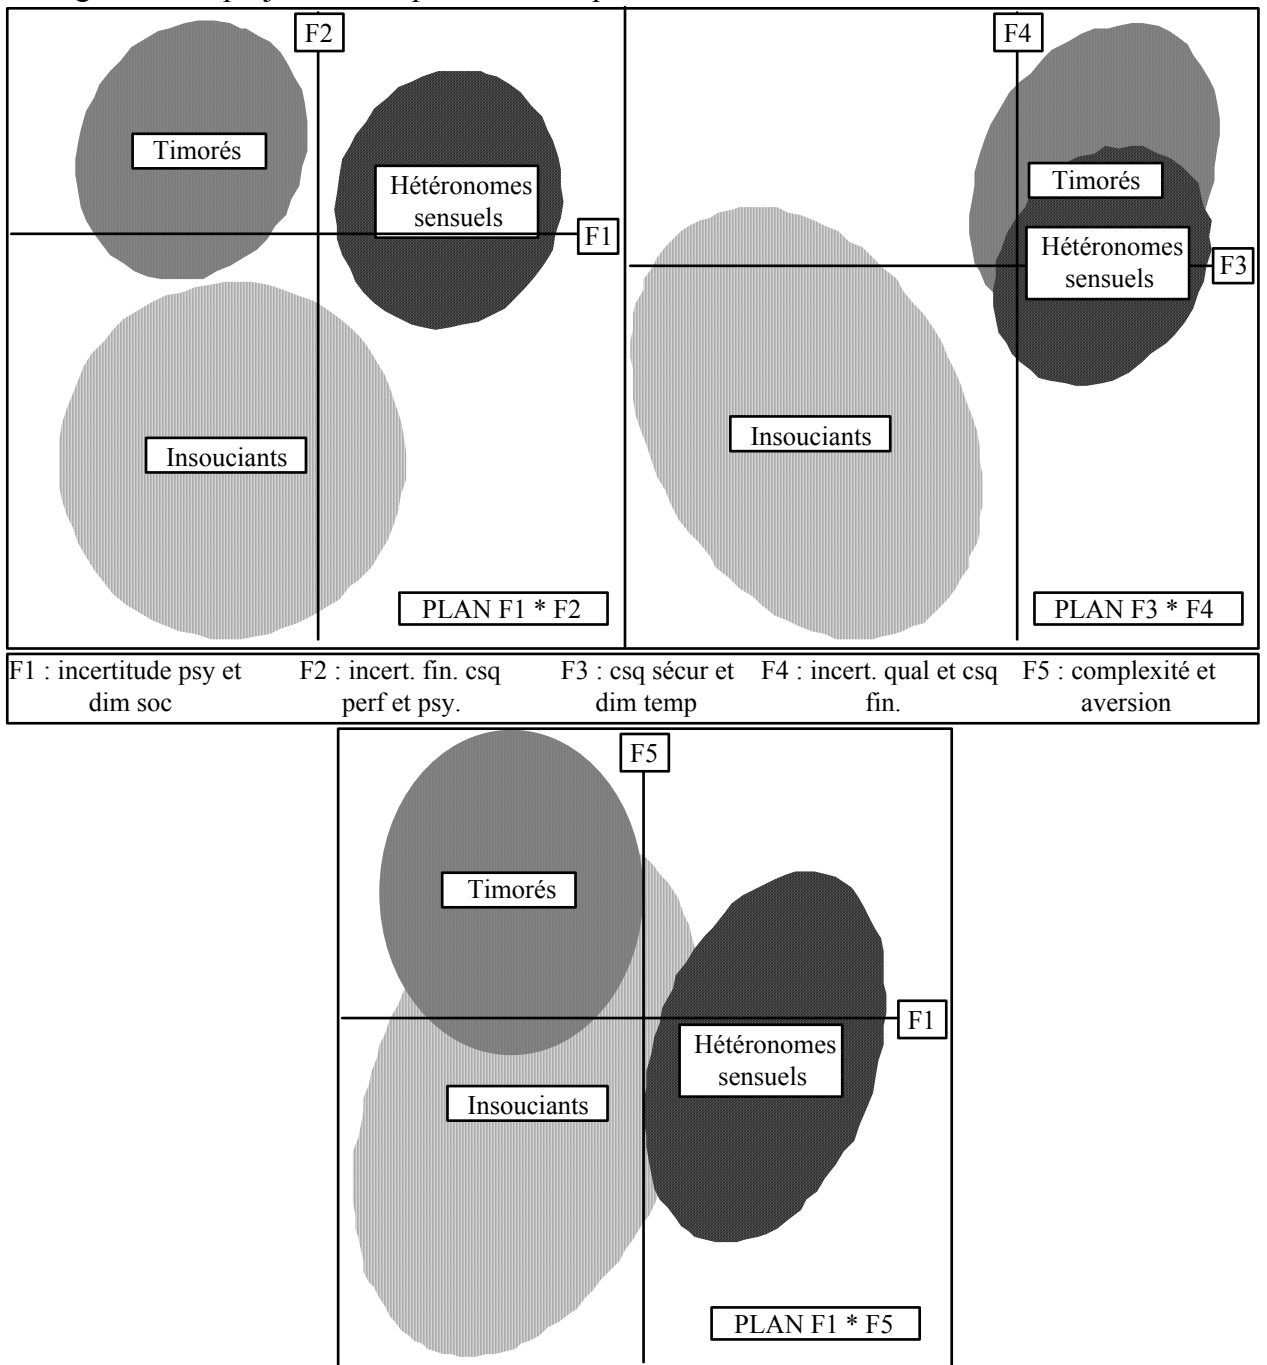 F2
F4
Timorés
Hétéronomes
sensuels
F1
Timorés
Hétéronomes
sensuels
F3
Insouciants
Insouciants
PLAN F1 * F2
PLAN F3 * F4
F1 : incertitude psy et
dim soc
F2 : incert. fin. csq
perf et psy.
F3 : csq sécur et
dim temp
F4 : incert. qual et csq
fin.
F5 : complexité et
aversion
F5
Timorés
F1
Hétéronomes
sensuels
Insouciants
PLAN F1 * F5